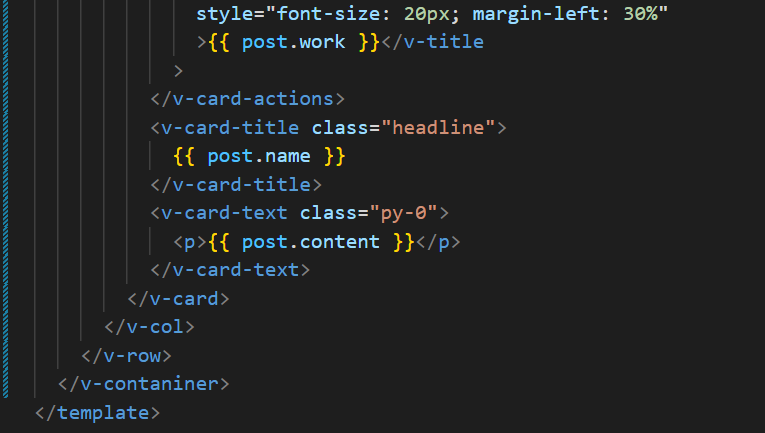 style="font-size: 20px; margin-left: 30%"
>{{ post.work }}</v-title
>
</v-card-actions>
<v-card-title class="headline">
{{ post.name }}
</v-card-title>
<v-card-text class="py-0">
<p>{{ post.content }}</p>
</v-card-text>
</v-card>
</v-col>
</v-row>
</v-contaniner>
</template>